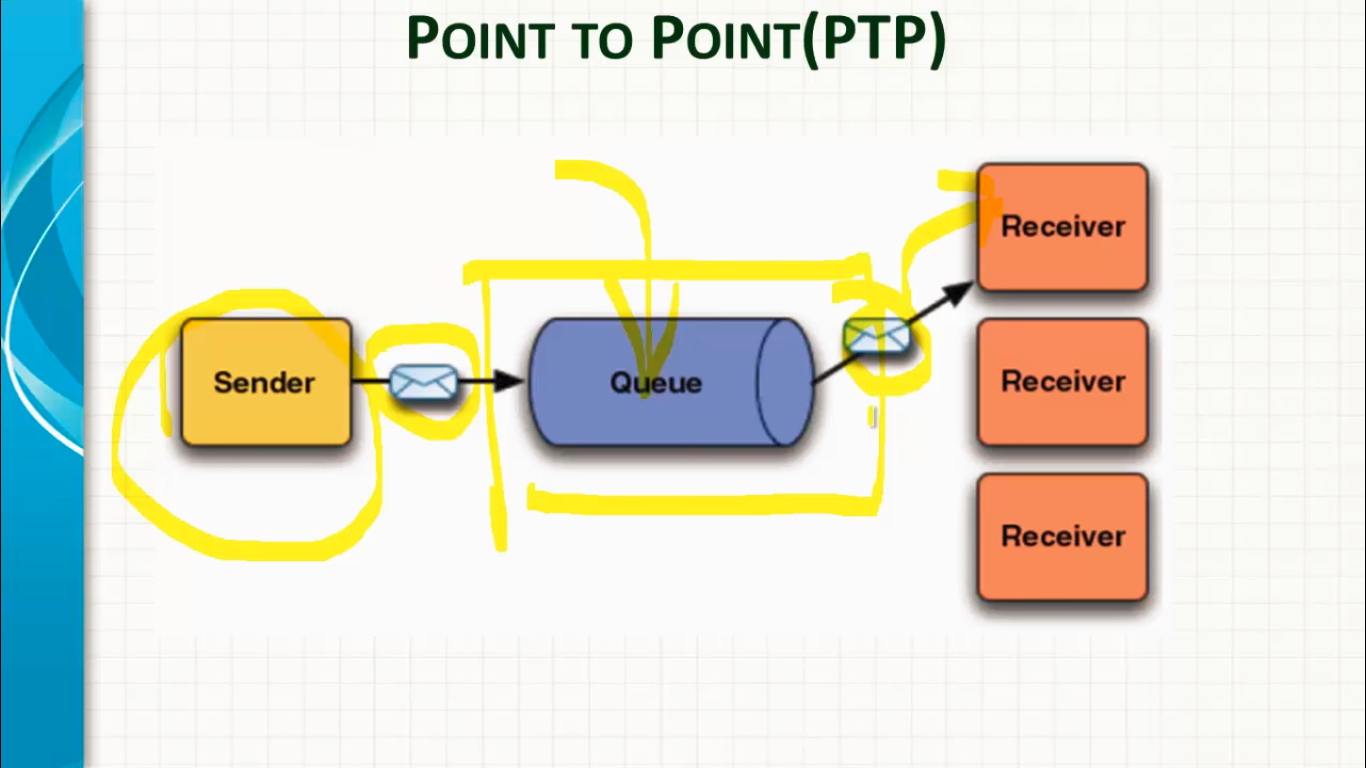 POINT TO POINT(PTP)
Receiver
Sender
Queue
Receiver
Receiver